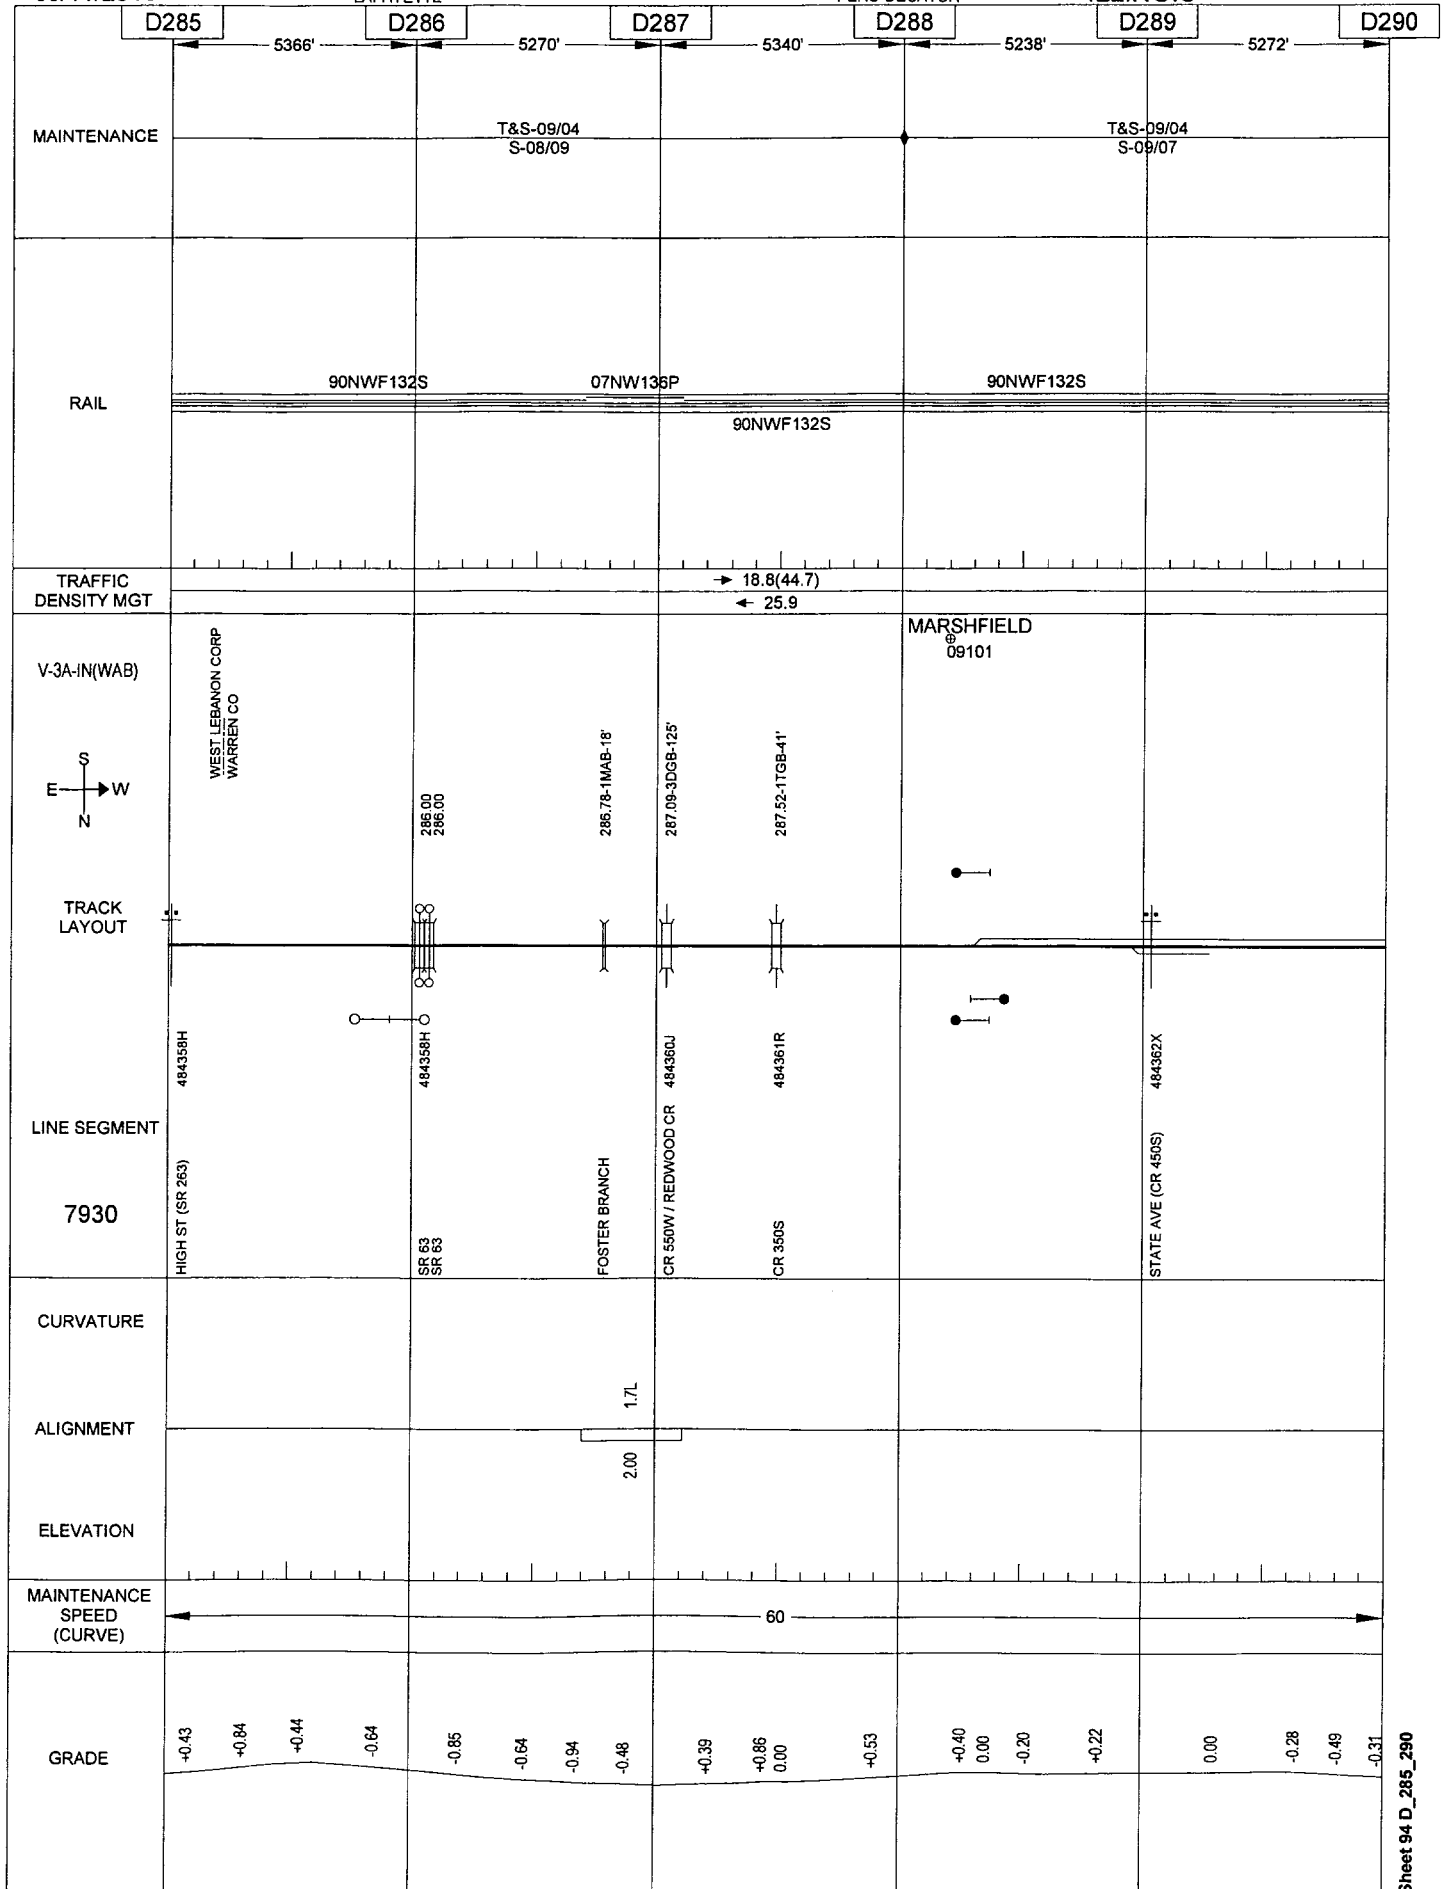 D285
D286
D287
D288
D289
D290
5366'
5270'
5340'
5238'
5272'
MAINTENANCE
T&S-09/04
S-08/09
T&S-09/04
S-09/07
RAIL
90NWF132S
07NW136P
90NWF132S
90NWF132S
TRAFFIC
DENSITY MGT
18.8(44.7)
25.9
V-3A-IN(WAB)
WEST LEBANON CORP
WARREN CO
MARSHFIELD
09101
S
E
W
N
286.00
286.00
286.78-1MAB-18'
287.09-3DGB-125'
287.52-1TGB-41'
TRACK
LAYOUT
484358H
484358H
484360J
484361R
484362X
LINE SEGMENT
7930
HIGH ST (SR 263)
SR 63
SR 63
FOSTER BRANCH
CR 550W / REDWOOD CR
CR 350S
STATE AVE (CR 450S)
CURVATURE
1.7L
ALIGNMENT
2.00
ELEVATION
MAINTENANCE
SPEED
(CURVE)
60
GRADE
+0.43
+0.84
+0.44
-0.64
-0.85
-0.64
-0.94
-0.48
+0.39
+0.86
0.00
+0.53
+0.40
0.00
-0.20
+0.22
0.00
-0.28
-0.49
-0.31
Sheet 94 D_285_290